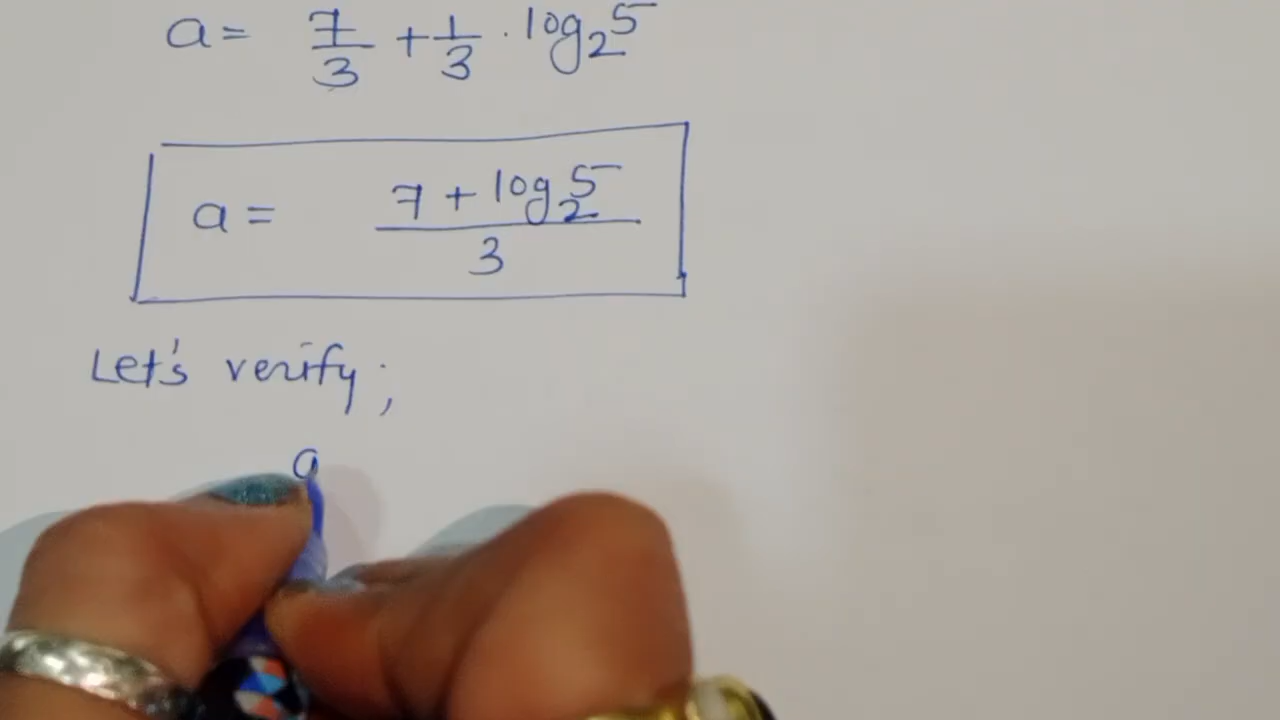 a = 7/3 + 1/3 · log₂5
a = (7 + log₂5)/3
Let's verify;
a